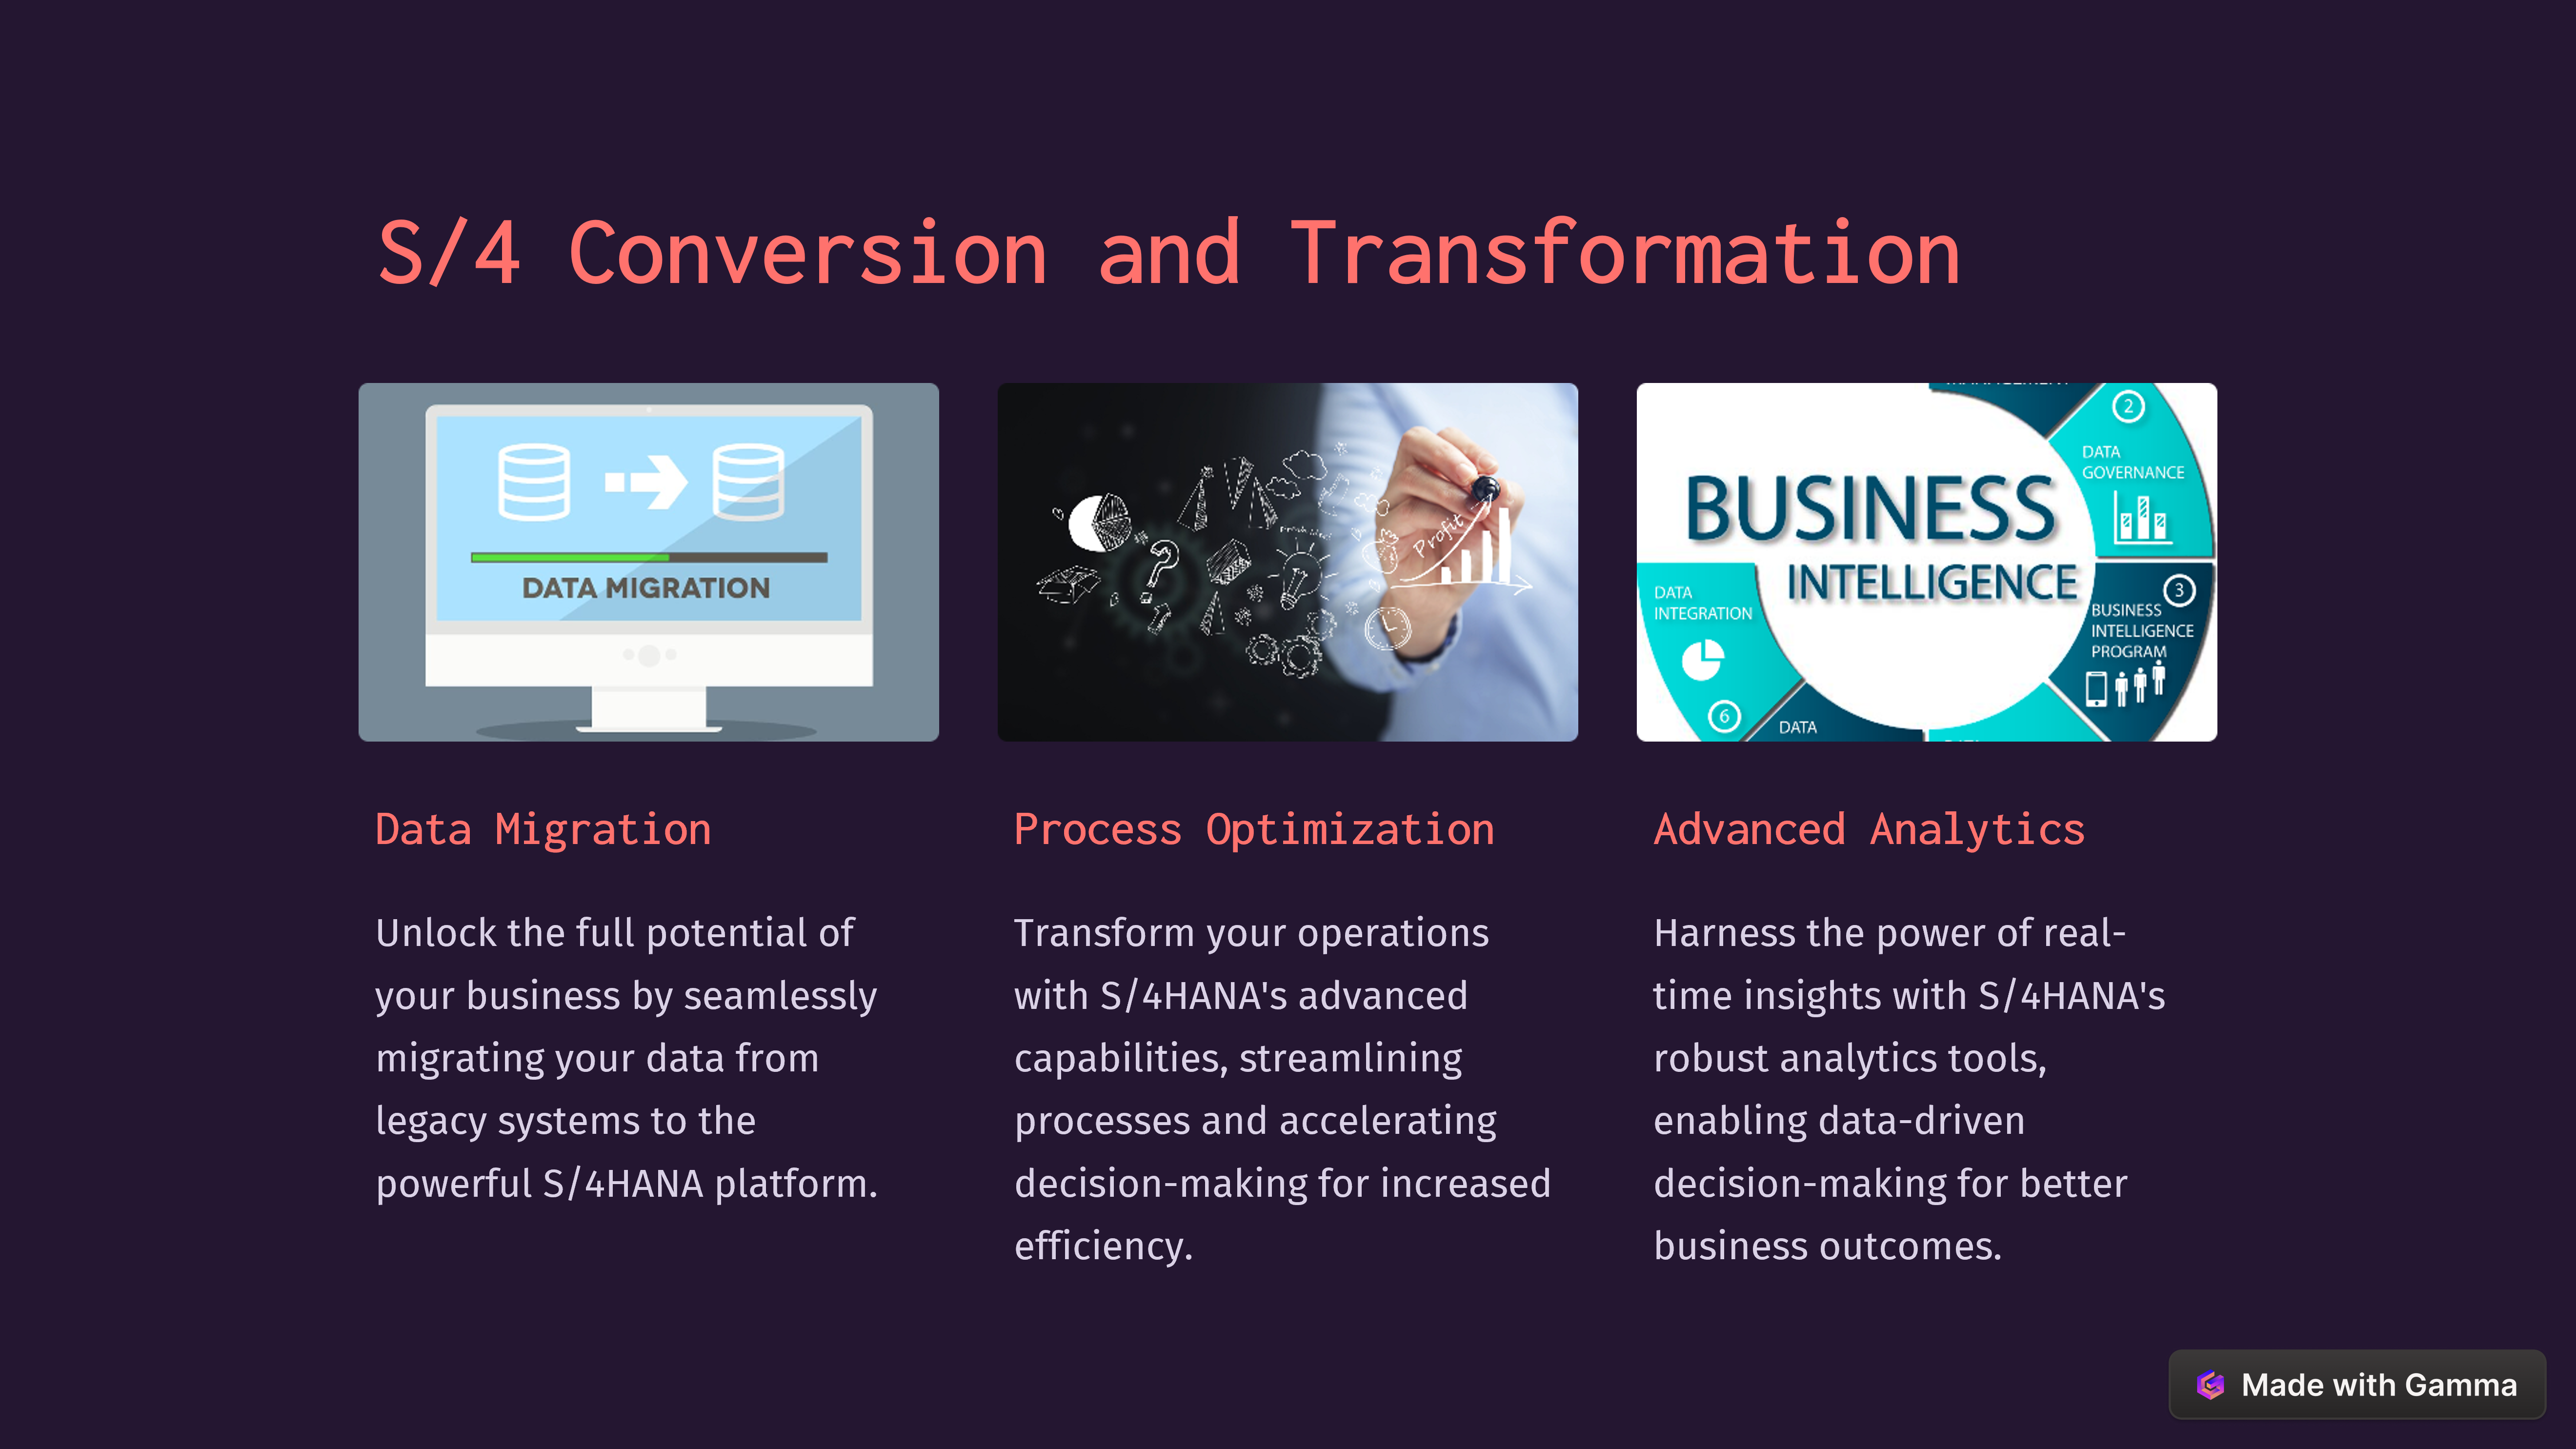 S/4 Conversion and Transformation
DATA MIGRATION
Profit
BUSINESS
INTELLIGENCE
2
DATA
GOVERNANCE
3
BUSINESS
INTELLIGENCE
PROGRAM
DATA
INTEGRATION
6
DATA
Data Migration
Unlock the full potential of
your business by seamlessly
migrating your data from
legacy systems to the
powerful S/4HANA platform.
Process Optimization
Transform your operations
with S/4HANA's advanced
capabilities, streamlining
processes and accelerating
decision-making for increased
efficiency.
Advanced Analytics
Harness the power of real-
time insights with S/4HANA's
robust analytics tools,
enabling data-driven
decision-making for better
business outcomes.
Made with Gamma